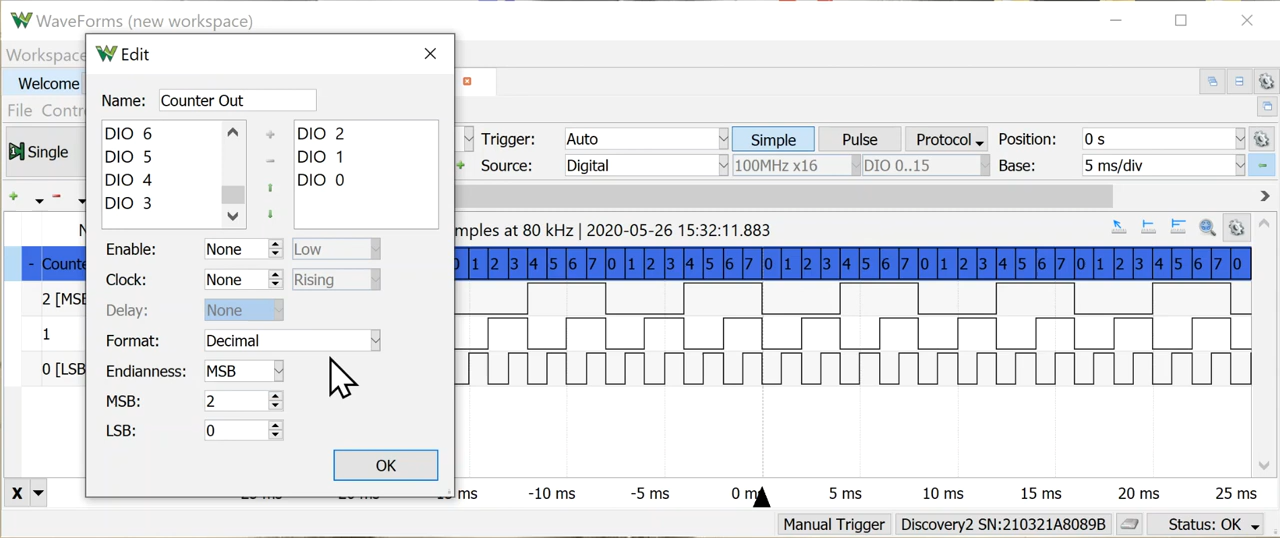 WaveForms (new workspace)
Workspace
Edit
Welcome
File Contr
Name: Counter Out
DIO 6
DIO 5
DIO 4
DIO 3
DIO 2
DIO 1
DIO 0
Single
Trigger: Auto Simple Pulse Protocol Position: 0 s
Source: Digital 100MHz x16 DIO 0..15 Base: 5 ms/div
mples at 80 kHz | 2020-05-26 15:32:11.883
Enable: None Low
Clock: None Rising
Delay: None
Format: Decimal
Endianness: MSB
MSB: 2
LSB: 0
OK
- Counte
0 1 2 3 4 5 6 7 0 1 2 3 4 5 6 7 0 1 2 3 4 5 6 7 0 1 2 3 4 5 6 7 0 1 2 3 4 5 6 7 0
2 [MSB
1
0 [LSB
X
-10 ms -5 ms 0 ms 5 ms 10 ms 15 ms 20 ms 25 ms
Manual Trigger Discovery2 SN:210321A8089B Status: OK